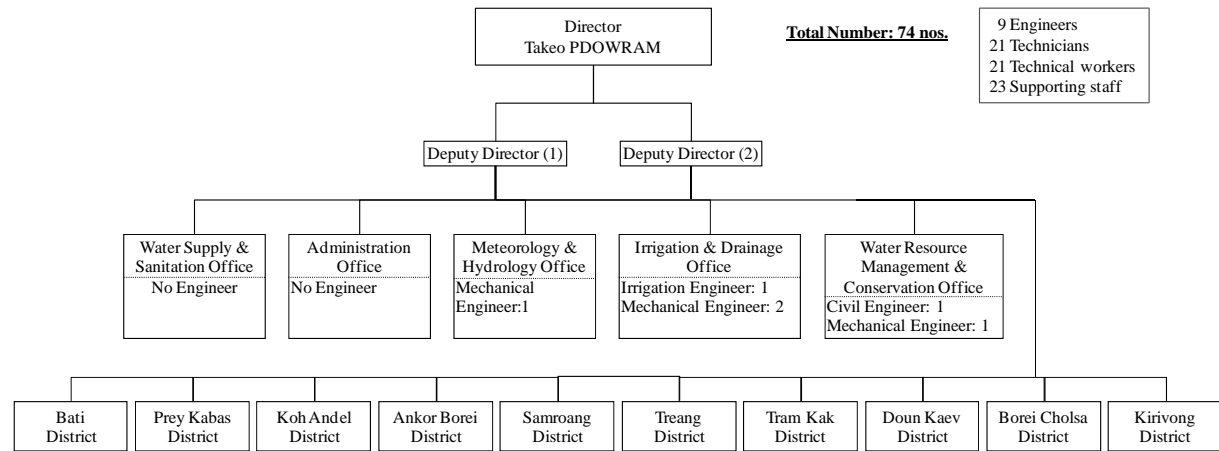 Director
Takeo PDOWRAM
Total Number: 74 nos.
9 Engineers
21 Technicians
21 Technical workers
23 Supporting staff
Deputy Director (1)
Deputy Director (2)
Water Supply &
Sanitation Office
No Engineer
Administration
Office
No Engineer
Meteorology &
Hydrology Office
Mechanical
Engineer:1
Irrigation & Drainage
Office
Irrigation Engineer: 1
Mechanical Engineer: 2
Water Resource
Management &
Conservation Office
Civil Engineer: 1
Mechanical Engineer: 1
Bati
District
Prey Kabas
District
Koh Andel
District
Ankor Borei
District
Samroang
District
Treang
District
Tram Kak
District
Doun Kaev
District
Borei Cholsa
District
Kirivong
District